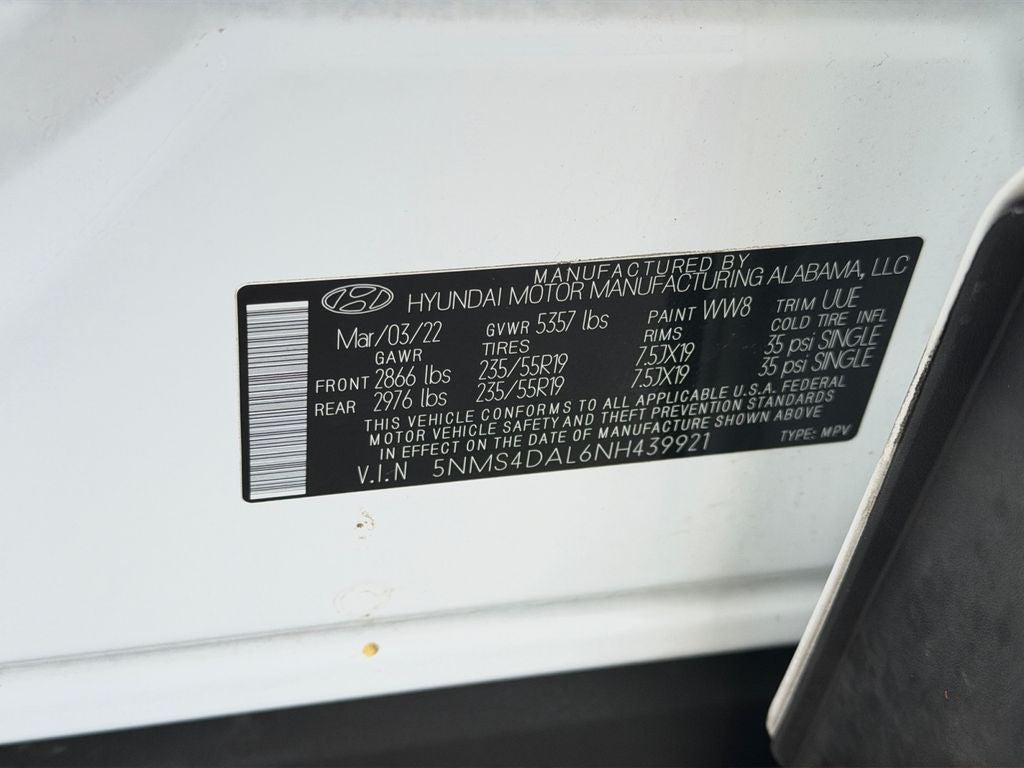 MANUFACTURED BY
HYUNDAI MOTOR MANUFACTURING ALABAMA, LLC
Mar/03/22 GVWR 5357 lbs PAINT WW8 TRIM UUE
GAWR TIRES RIMS COLD TIRE INFL
FRONT 2866 lbs 235/55R19 7.5JX19 35 psi SINGLE
REAR 2976 lbs 235/55R19 7.5JX19 35 psi SINGLE
THIS VEHICLE CONFORMS TO ALL APPLICABLE U.S.A. FEDERAL
MOTOR VEHICLE SAFETY AND THEFT PREVENTION STANDARDS
IN EFFECT ON THE DATE OF MANUFACTURE SHOWN ABOVE
V.I.N 5NMS4DAL6NH439921 TYPE: MPV